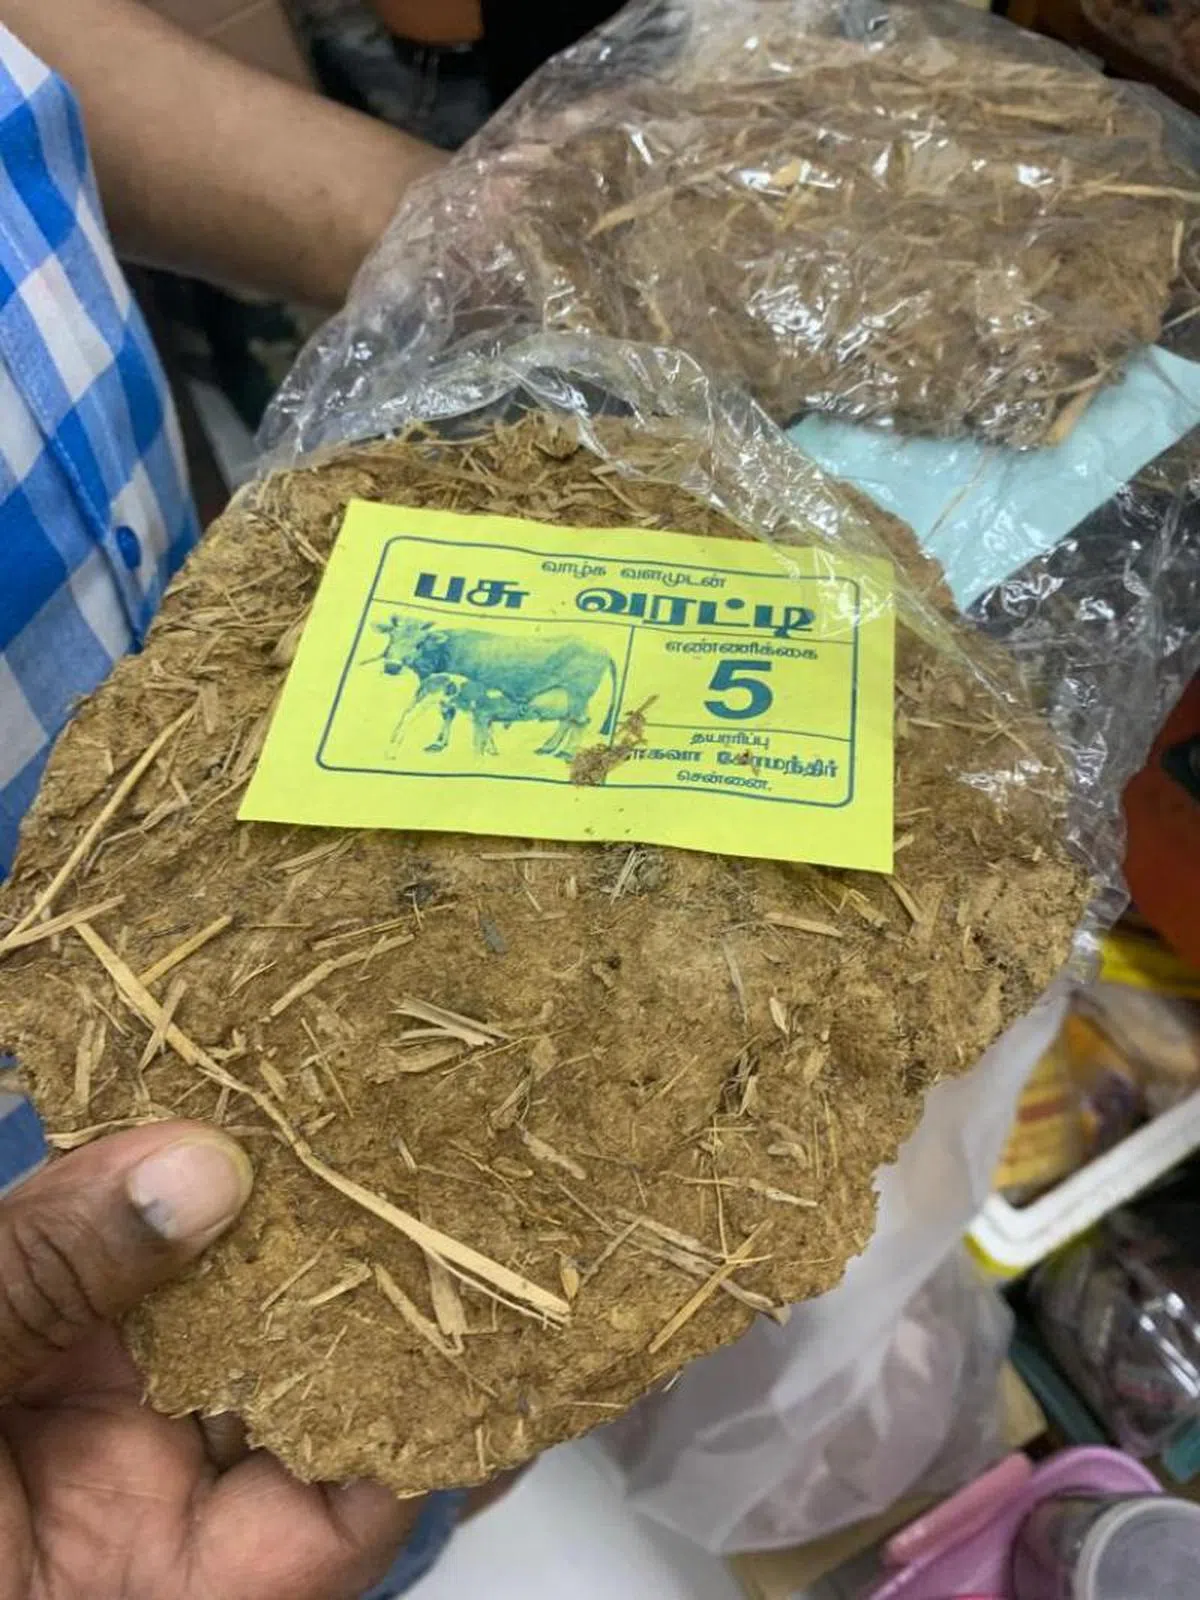 வாழ்க வளமுடன்
பசு வரட்டி
எண்ணிக்கை
5
தயாரிப்பு
சென்னை.